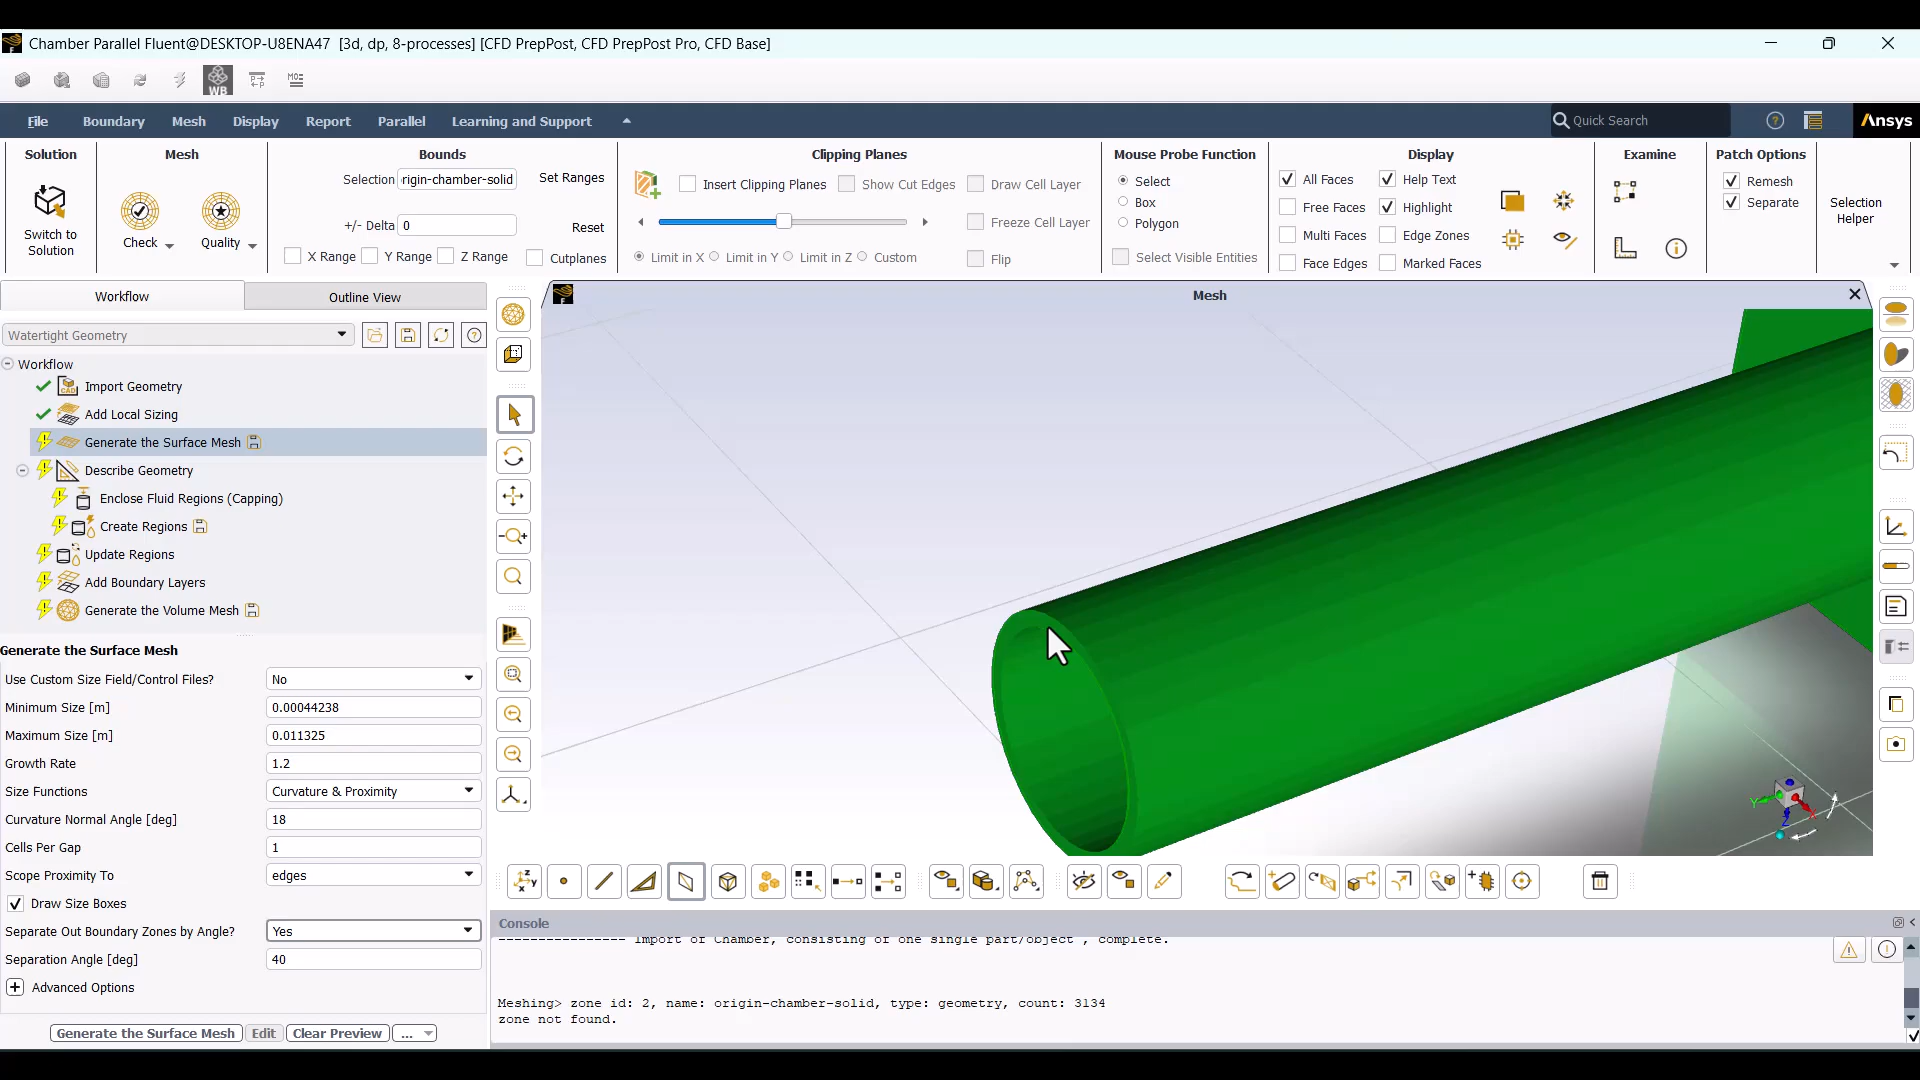 Chamber Parallel Fluent@DESKTOP-U8ENA47 [3d, dp, 8-processes] [CFD PrepPost, CFD PrepPost Pro, CFD Base]
WB
File Boundary Mesh Display Report Parallel Learning and Support Quick Search Ansys
Solution Mesh Bounds Clipping Planes Mouse Probe Function Display Examine Patch Options
Selection rigin-chamber-solid Set Ranges Insert Clipping Planes Show Cut Edges Draw Cell Layer Select All Faces Help Text Remesh
Box Free Faces Highlight Separate Selection Helper
+/- Delta 0 Reset Freeze Cell Layer Polygon Multi Faces Edge Zones
Switch to Solution Check Quality
X Range Y Range Z Range Cutplanes Limit in X Limit in Y Limit in Z Custom Flip Select Visible Entities Face Edges Marked Faces
Workflow Outline View Mesh
Watertight Geometry
Workflow
Import Geometry
Add Local Sizing
Generate the Surface Mesh
Describe Geometry
Enclose Fluid Regions (Capping)
Create Regions
Update Regions
Add Boundary Layers
Generate the Volume Mesh
Generate the Surface Mesh
Use Custom Size Field/Control Files? No
Minimum Size [m] 0.00044238
Maximum Size [m] 0.011325
Growth Rate 1.2
Size Functions Curvature & Proximity
Curvature Normal Angle [deg] 18
Cells Per Gap 1
Scope Proximity To edges
Draw Size Boxes
Separate Out Boundary Zones by Angle? Yes
Separation Angle [deg] 40
Advanced Options
Generate the Surface Mesh Edit Clear Preview ...
Y X Z
Console
---------------- Import of Chamber, consisting of one single part/object , complete.
Meshing> zone id: 2, name: origin-chamber-solid, type: geometry, count: 3134
zone not found.